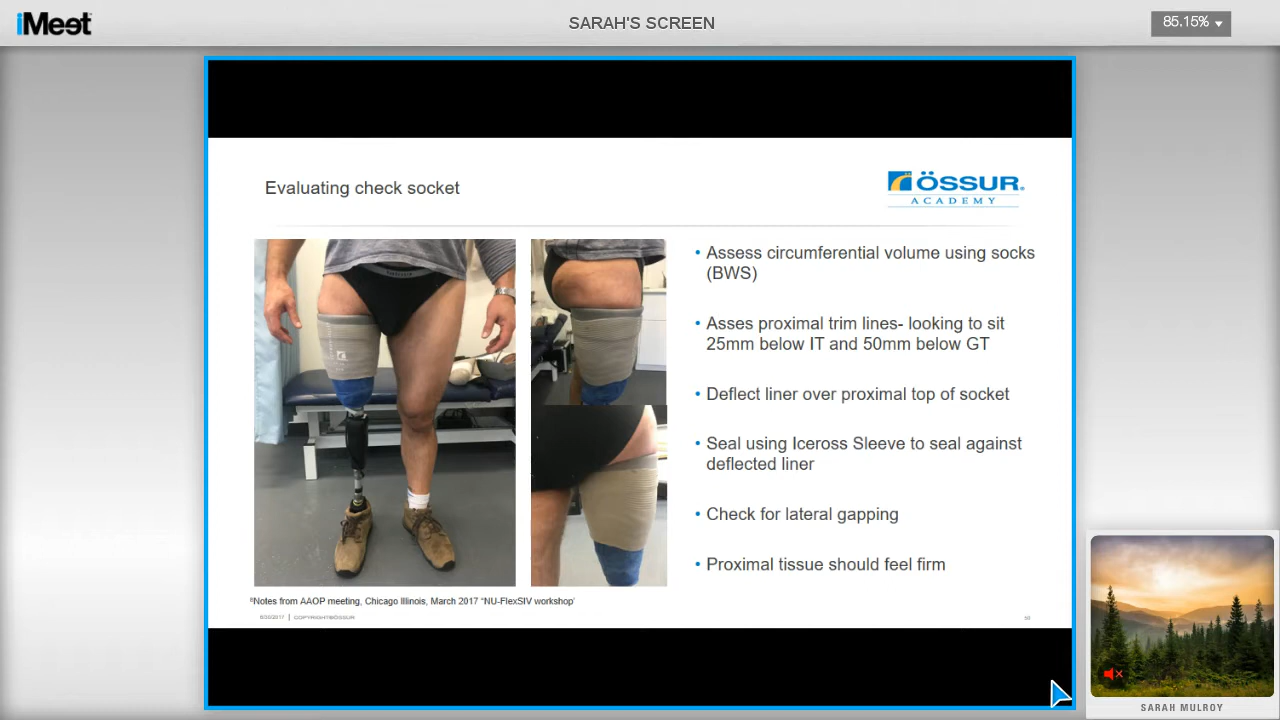 iMeet
SARAH'S SCREEN
85.15%
Evaluating check socket
ÖSSUR®
ACADEMY
• Assess circumferential volume using socks
(BWS)
• Asses proximal trim lines- looking to sit
25mm below IT and 50mm below GT
• Deflect liner over proximal top of socket
• Seal using Iceross Sleeve to seal against
deflected liner
• Check for lateral gapping
• Proximal tissue should feel firm
Notes from AAOP meeting, Chicago Illinois, March 2017 “NU-FlexSIV workshop’
COPYRIGHT©ÖSSUR
SARAH MULROY